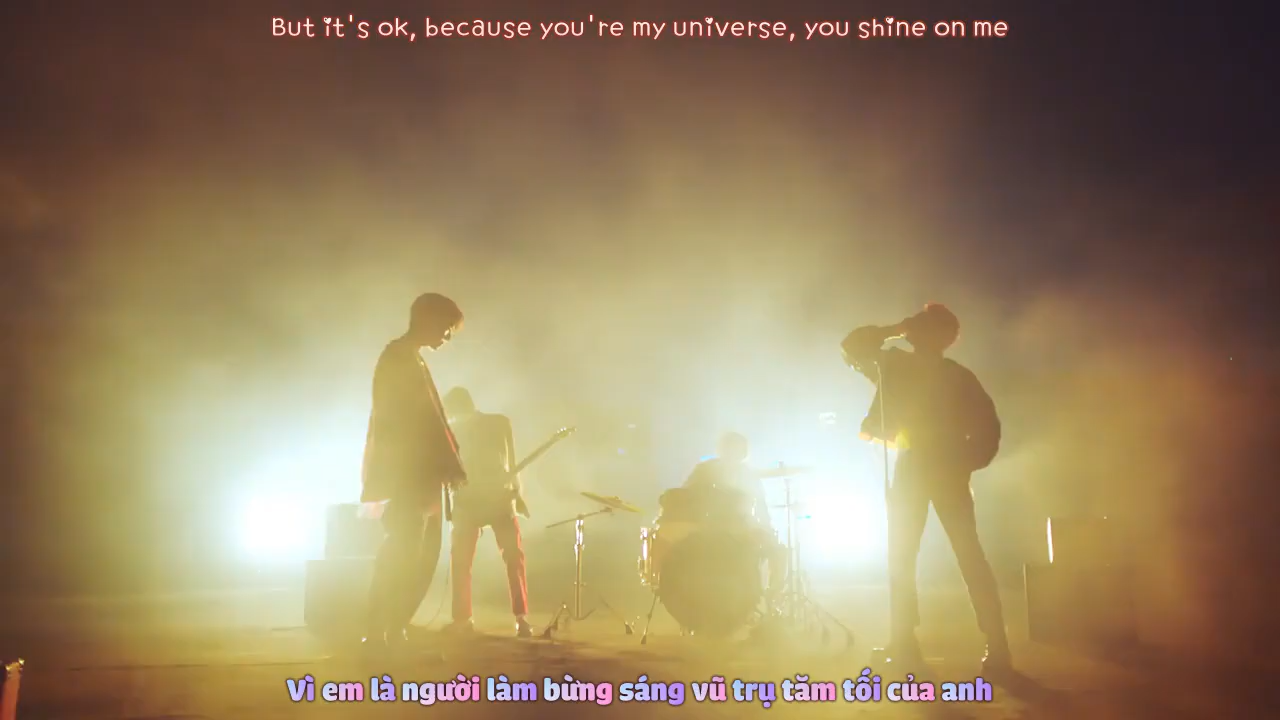 But it's ok, because you're my universe, you shine on me
Vì em là người làm bừng sáng vũ trụ tăm tối của anh